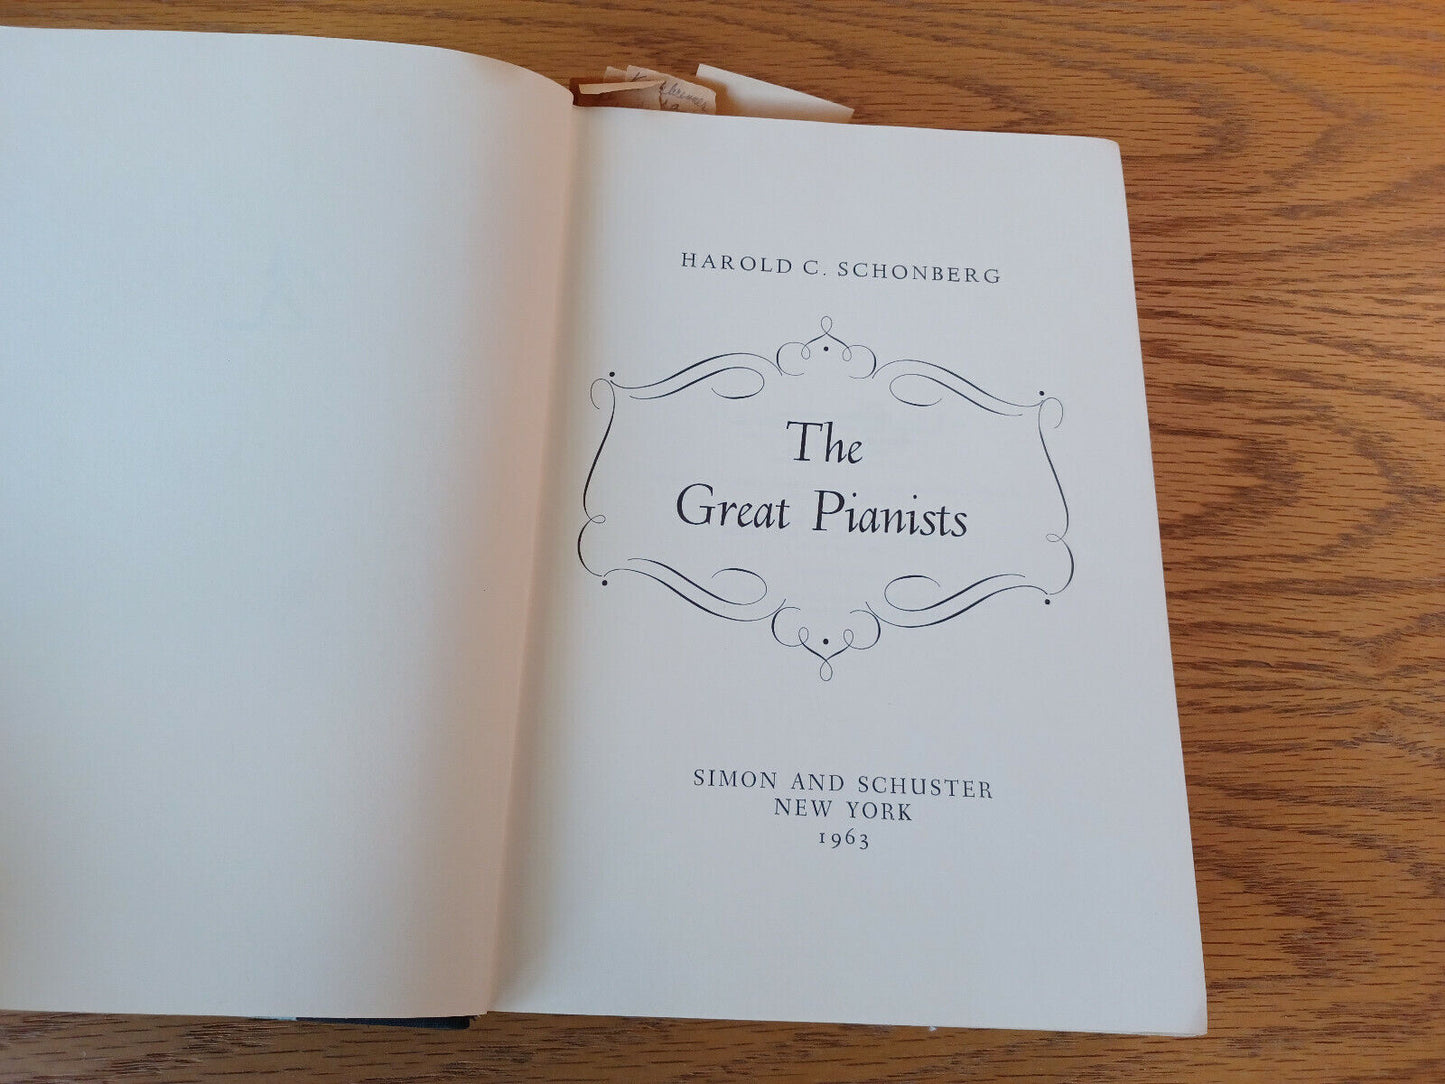 HAROLD C. SCHONBERG
The
Great Pianists
SIMON AND SCHUSTER
NEW YORK
1963